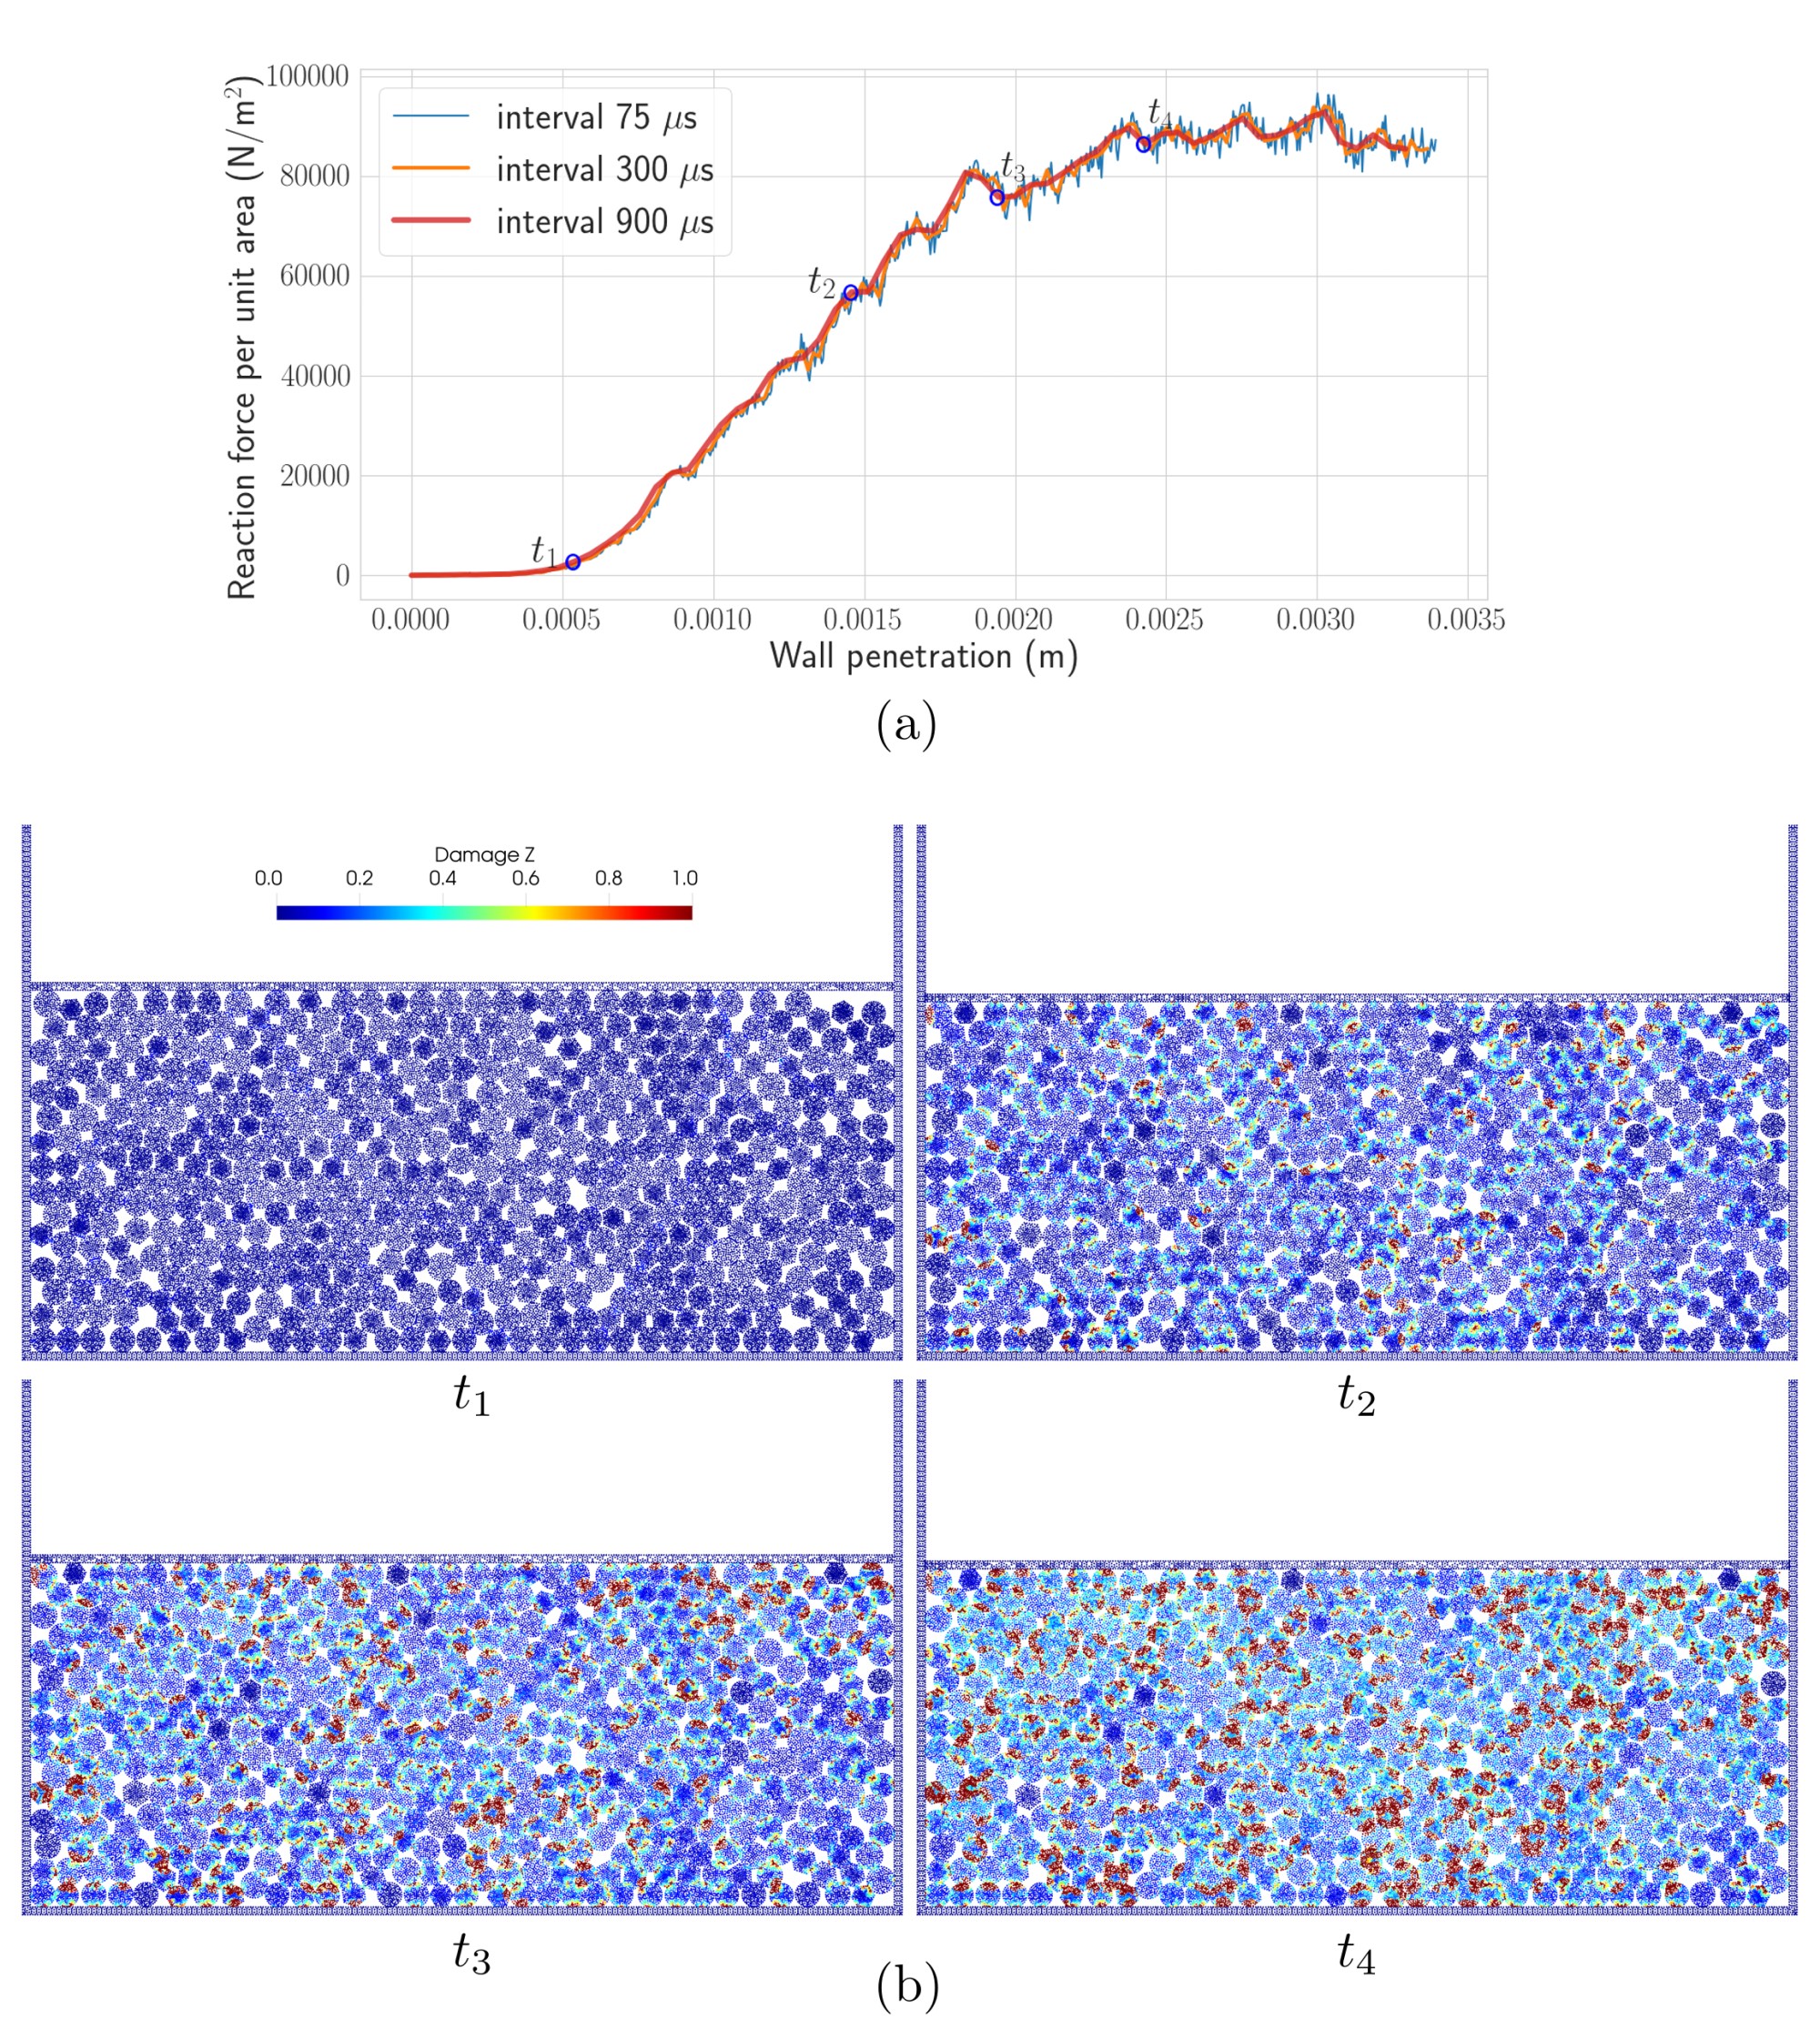 Reaction force per unit area (N/m²)
100000
80000
60000
40000
20000
0
interval 75 μs
interval 300 μs
interval 900 μs
t₁
t₂
t₃
t₄
0.0000 0.0005 0.0010 0.0015 0.0020 0.0025 0.0030 0.0035
Wall penetration (m)
(a)
Damage Z
0.0 0.2 0.4 0.6 0.8 1.0
t₁ t₂
t₃ t₄
(b)